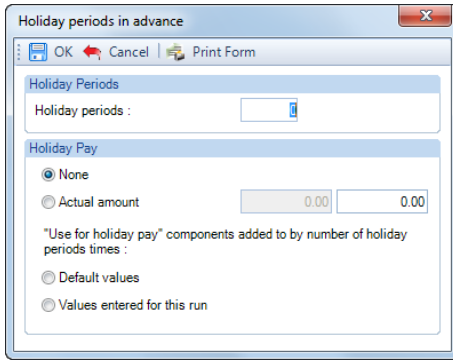 Holiday periods in advance
OK Cancel Print Form
Holiday Periods
Holiday periods : 0
Holiday Pay
None
Actual amount 0.00 0.00
"Use for holiday pay" components added to by number of holiday
periods times :
Default values
Values entered for this run